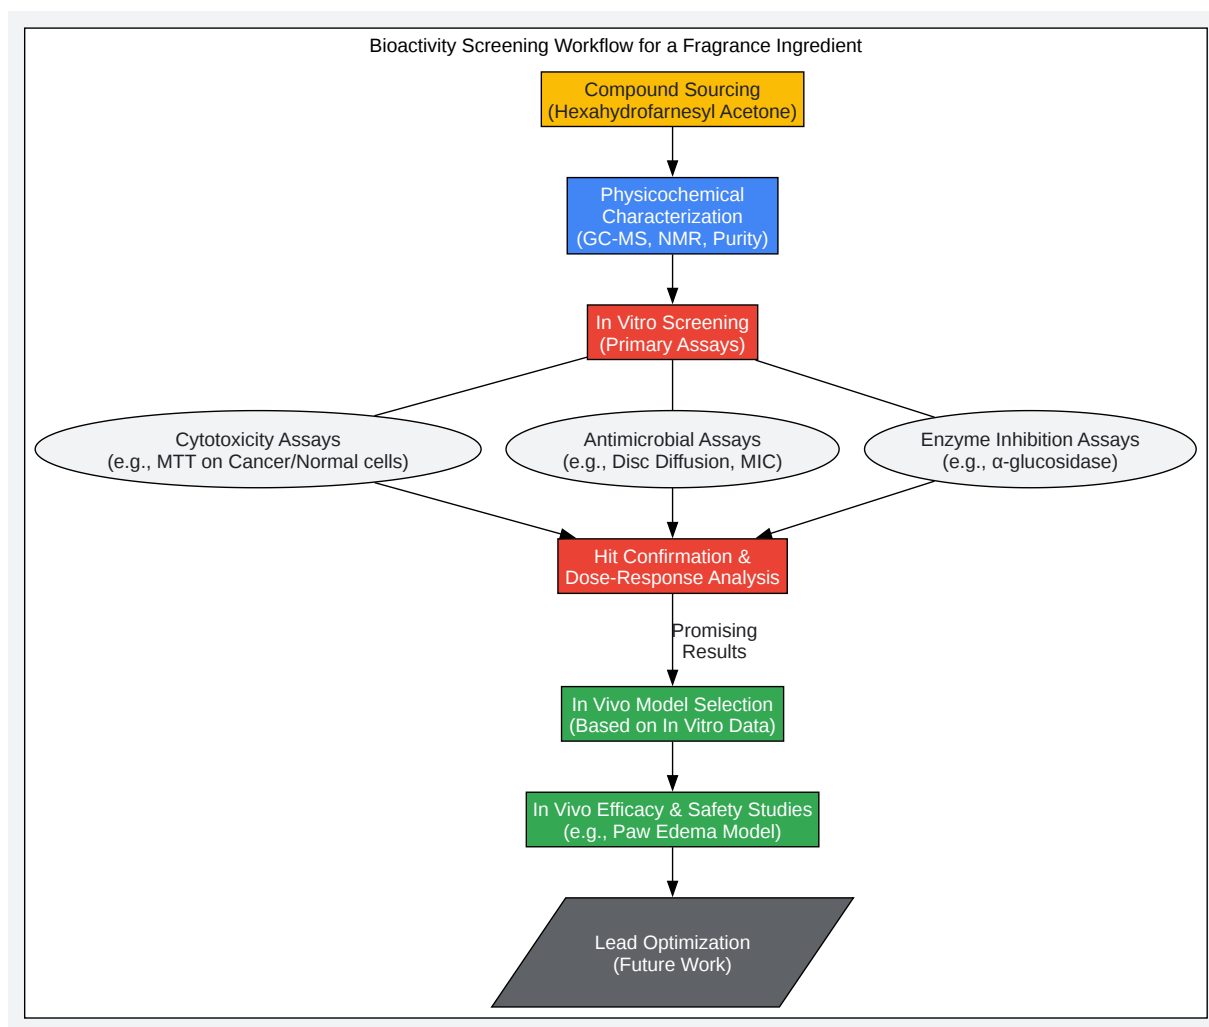 Bioactivity Screening Workflow for a Fragrance Ingredient
Compound Sourcing
(Hexahydrofarnesyl Acetone)
Physicochemical
Characterization
(GC-MS, NMR, Purity)
In Vitro Screening
(Primary Assays)
Cytotoxicity Assays
(e.g., MTT on Cancer/Normal cells)
Antimicrobial Assays
(e.g., Disc Diffusion, MIC)
Enzyme Inhibition Assays
(e.g., α-glucosidase)
Hit Confirmation &
Dose-Response Analysis
Promising
Results
In Vivo Model Selection
(Based on In Vitro Data)
In Vivo Efficacy & Safety Studies
(e.g., Paw Edema Model)
Lead Optimization
(Future Work)